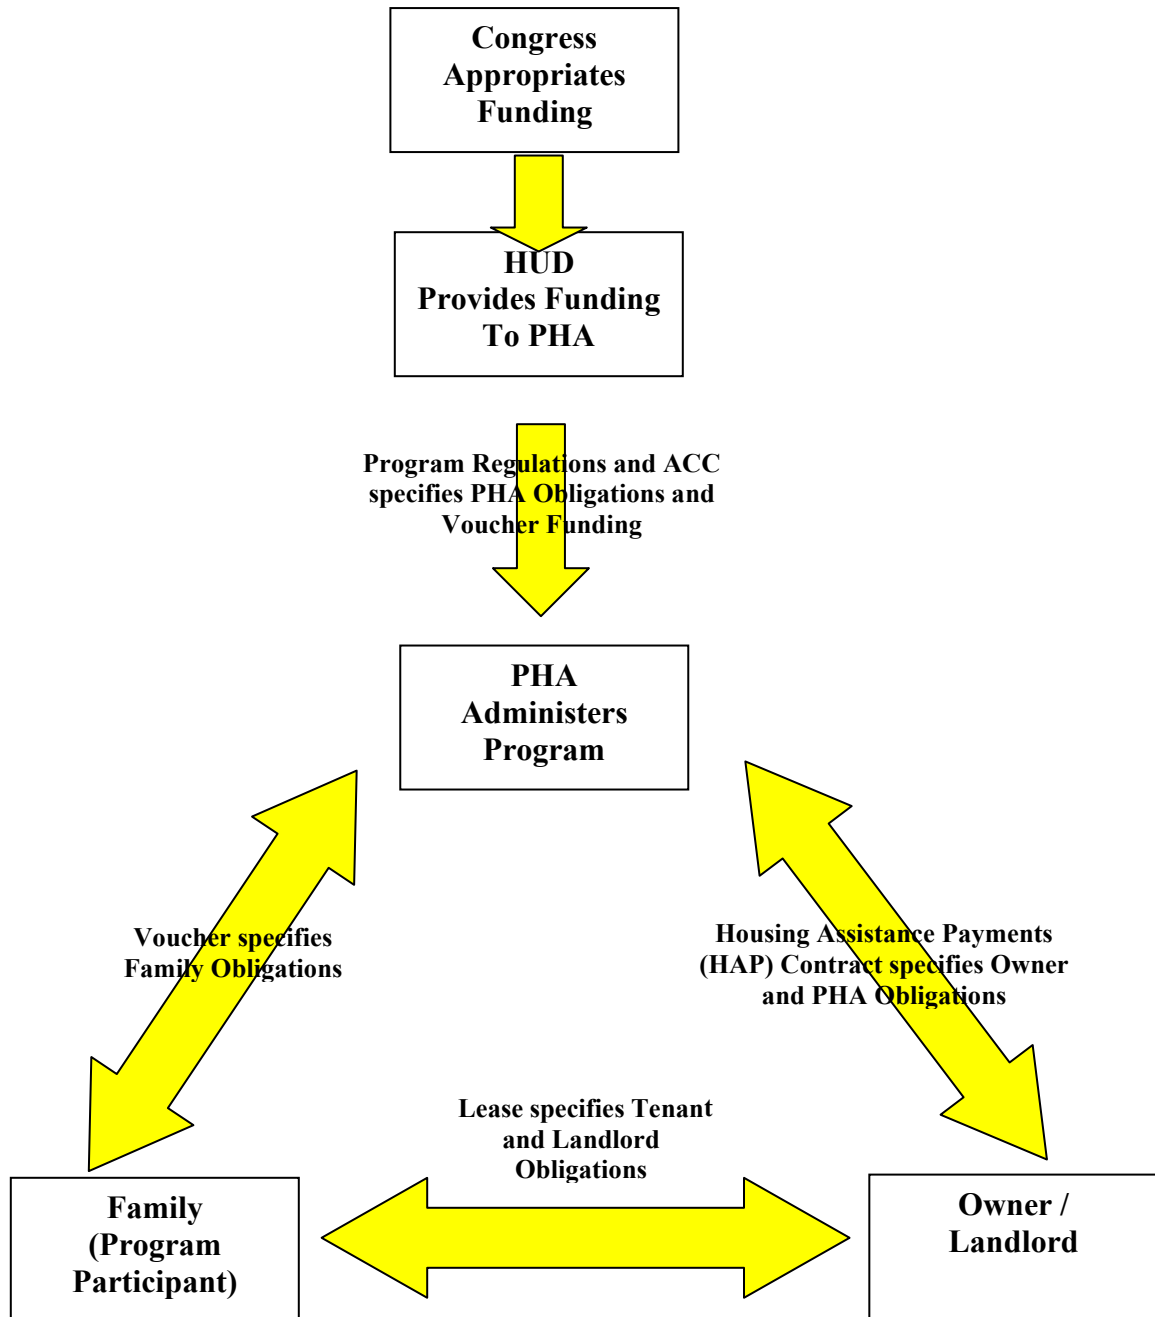 Congress
Appropriates
Funding
HUD
Provides Funding
To PHA
Program Regulations and ACC
specifies PHA Obligations and
Voucher Funding
PHA
Administers
Program
Voucher specifies
Family Obligations
Housing Assistance Payments
(HAP) Contract specifies Owner
and PHA Obligations
Lease specifies Tenant
and Landlord
Obligations
Family
(Program
Participant)
Owner /
Landlord